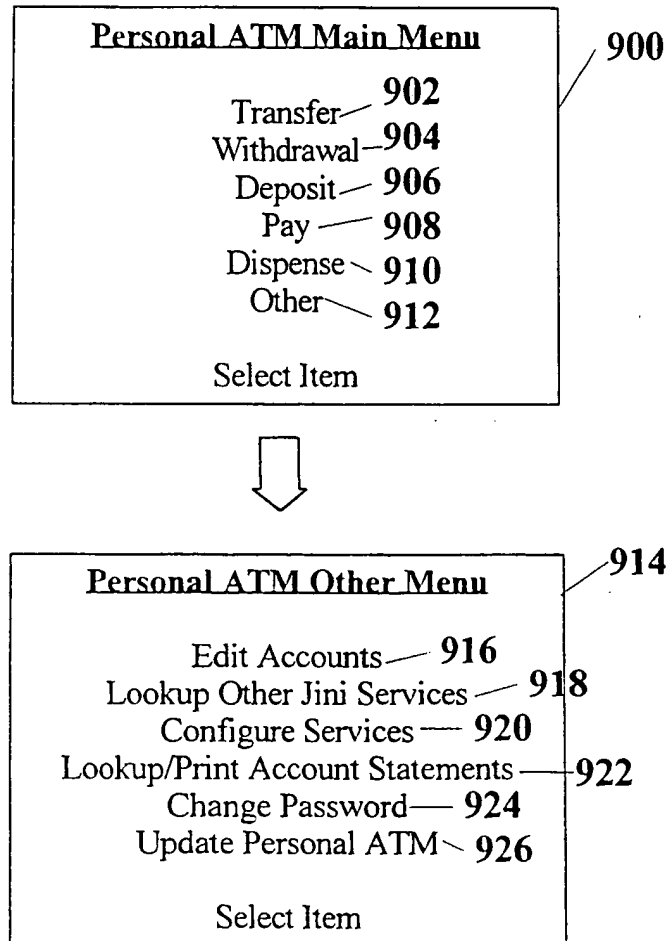 Personal ATM Main Menu
900
Transfer 902
Withdrawal 904
Deposit 906
Pay 908
Dispense 910
Other 912
Select Item
Personal ATM Other Menu
914
Edit Accounts 916
Lookup Other Jini Services 918
Configure Services 920
Lookup/Print Account Statements 922
Change Password 924
Update Personal ATM 926
Select Item